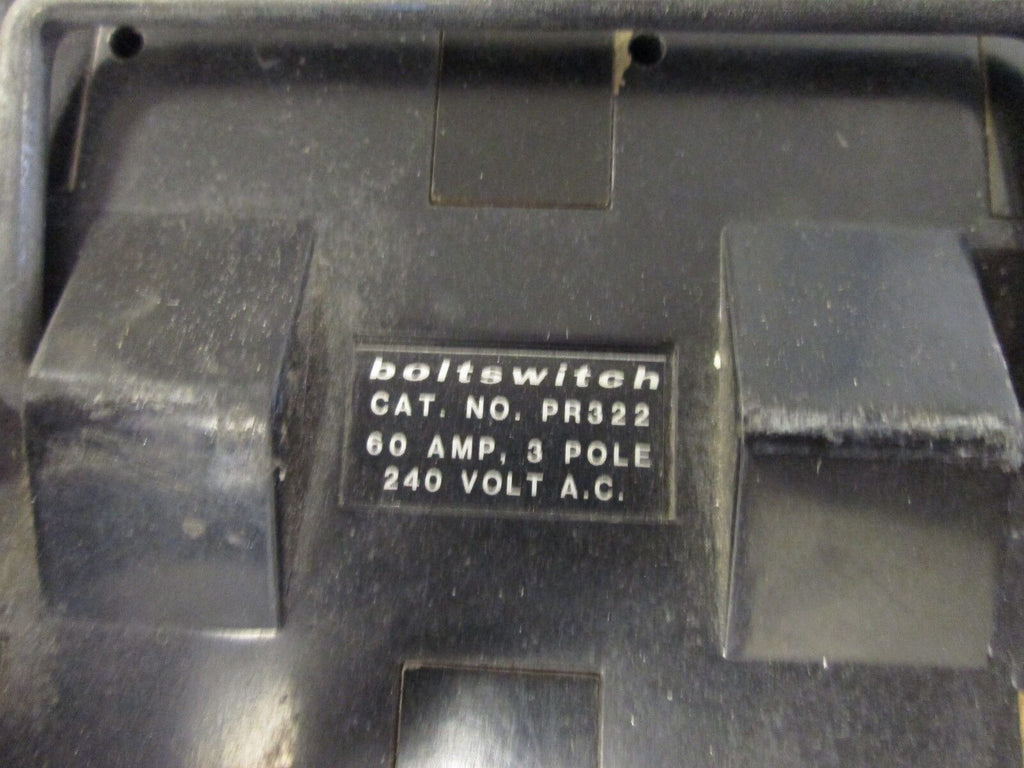 boltswitch
CAT. NO. PR322
60 AMP, 3 POLE
240 VOLT A.C.